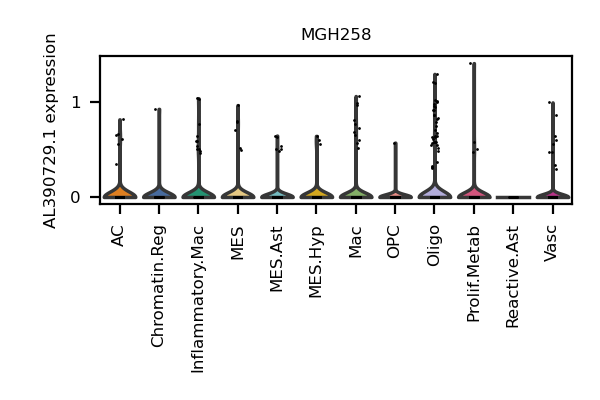 MGH258
AL390729.1 expression
1
0
AC
Chromatin.Reg
Inflammatory.Mac
MES
MES.Ast
MES.Hyp
Mac
OPC
Oligo
Prolif.Metab
Reactive.Ast
Vasc